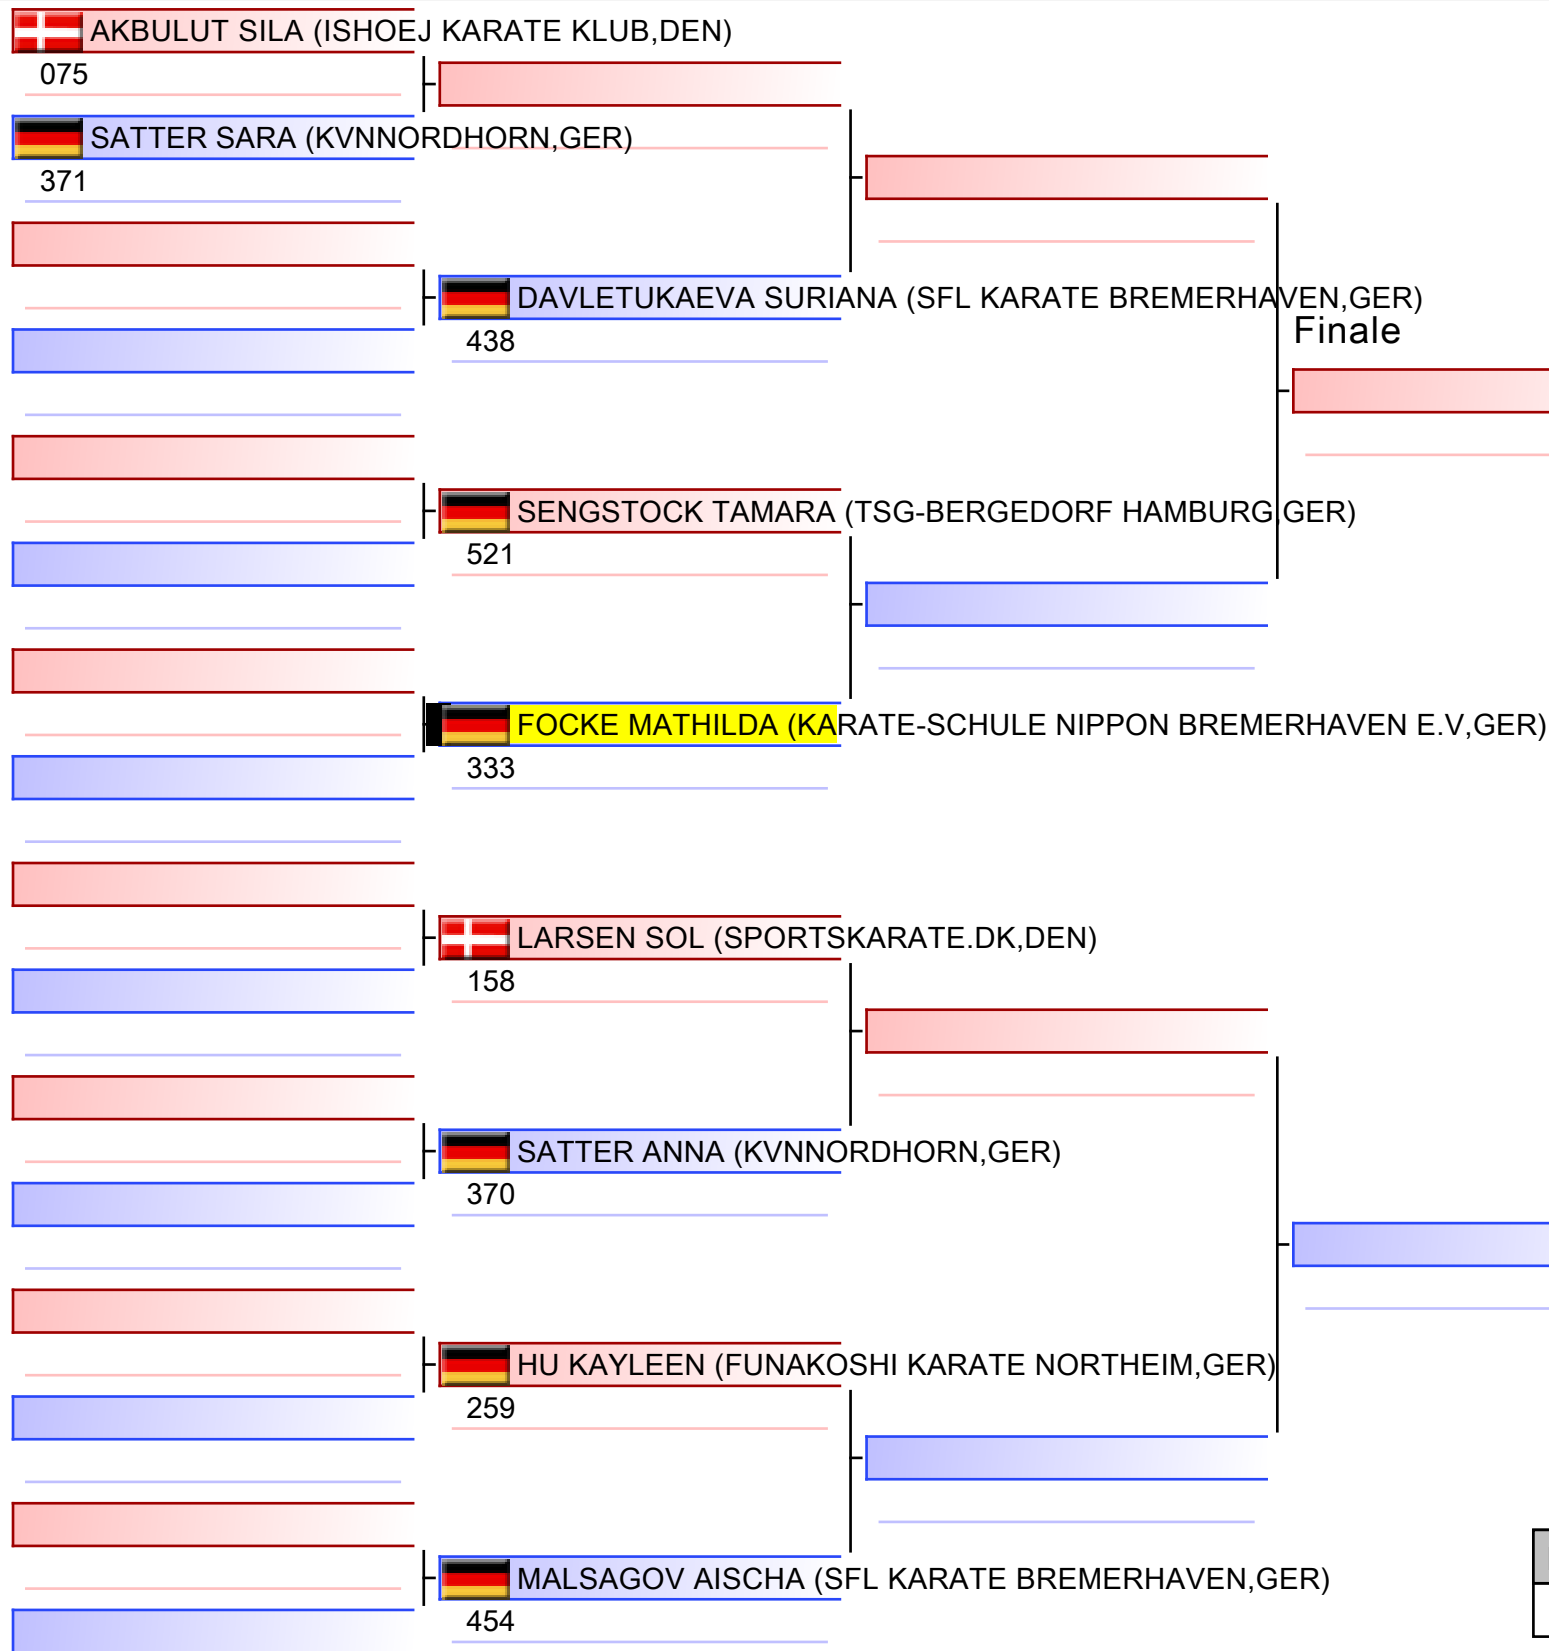 AKBULUT SILA (ISHOEJ KARATE KLUB,DEN)
075
SATTER SARA (KVNNORDHORN,GER)
371
DAVLETUKAEVA SURIANA (SFL KARATE BREMERHAVEN,GER)
Finale
438
SENGSTOCK TAMARA (TSG-BERGEDORF HAMBURG,GER)
521
FOCKE MATHILDA (KARATE-SCHULE NIPPON BREMERHAVEN E.V,GER)
333
LARSEN SOL (SPORTSKARATE.DK,DEN)
158
SATTER ANNA (KVNNORDHORN,GER)
370
HU KAYLEEN (FUNAKOSHI KARATE NORTHEIM,GER)
259
MALSAGOV AISCHA (SFL KARATE BREMERHAVEN,GER)
454